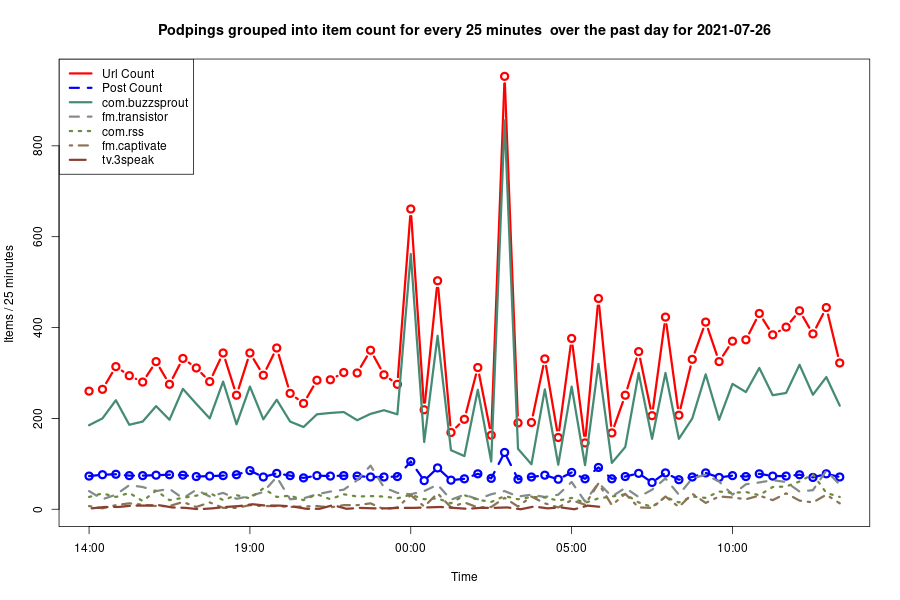 Podpings grouped into item count for every 25 minutes  over the past day for 2021-07-26
Url Count
Post Count
com.buzzsprout
fm.transistor
com.rss
fm.captivate
tv.3speak
800
600
400
200
0
Items / 25 minutes
14:00 19:00 00:00 05:00 10:00
Time